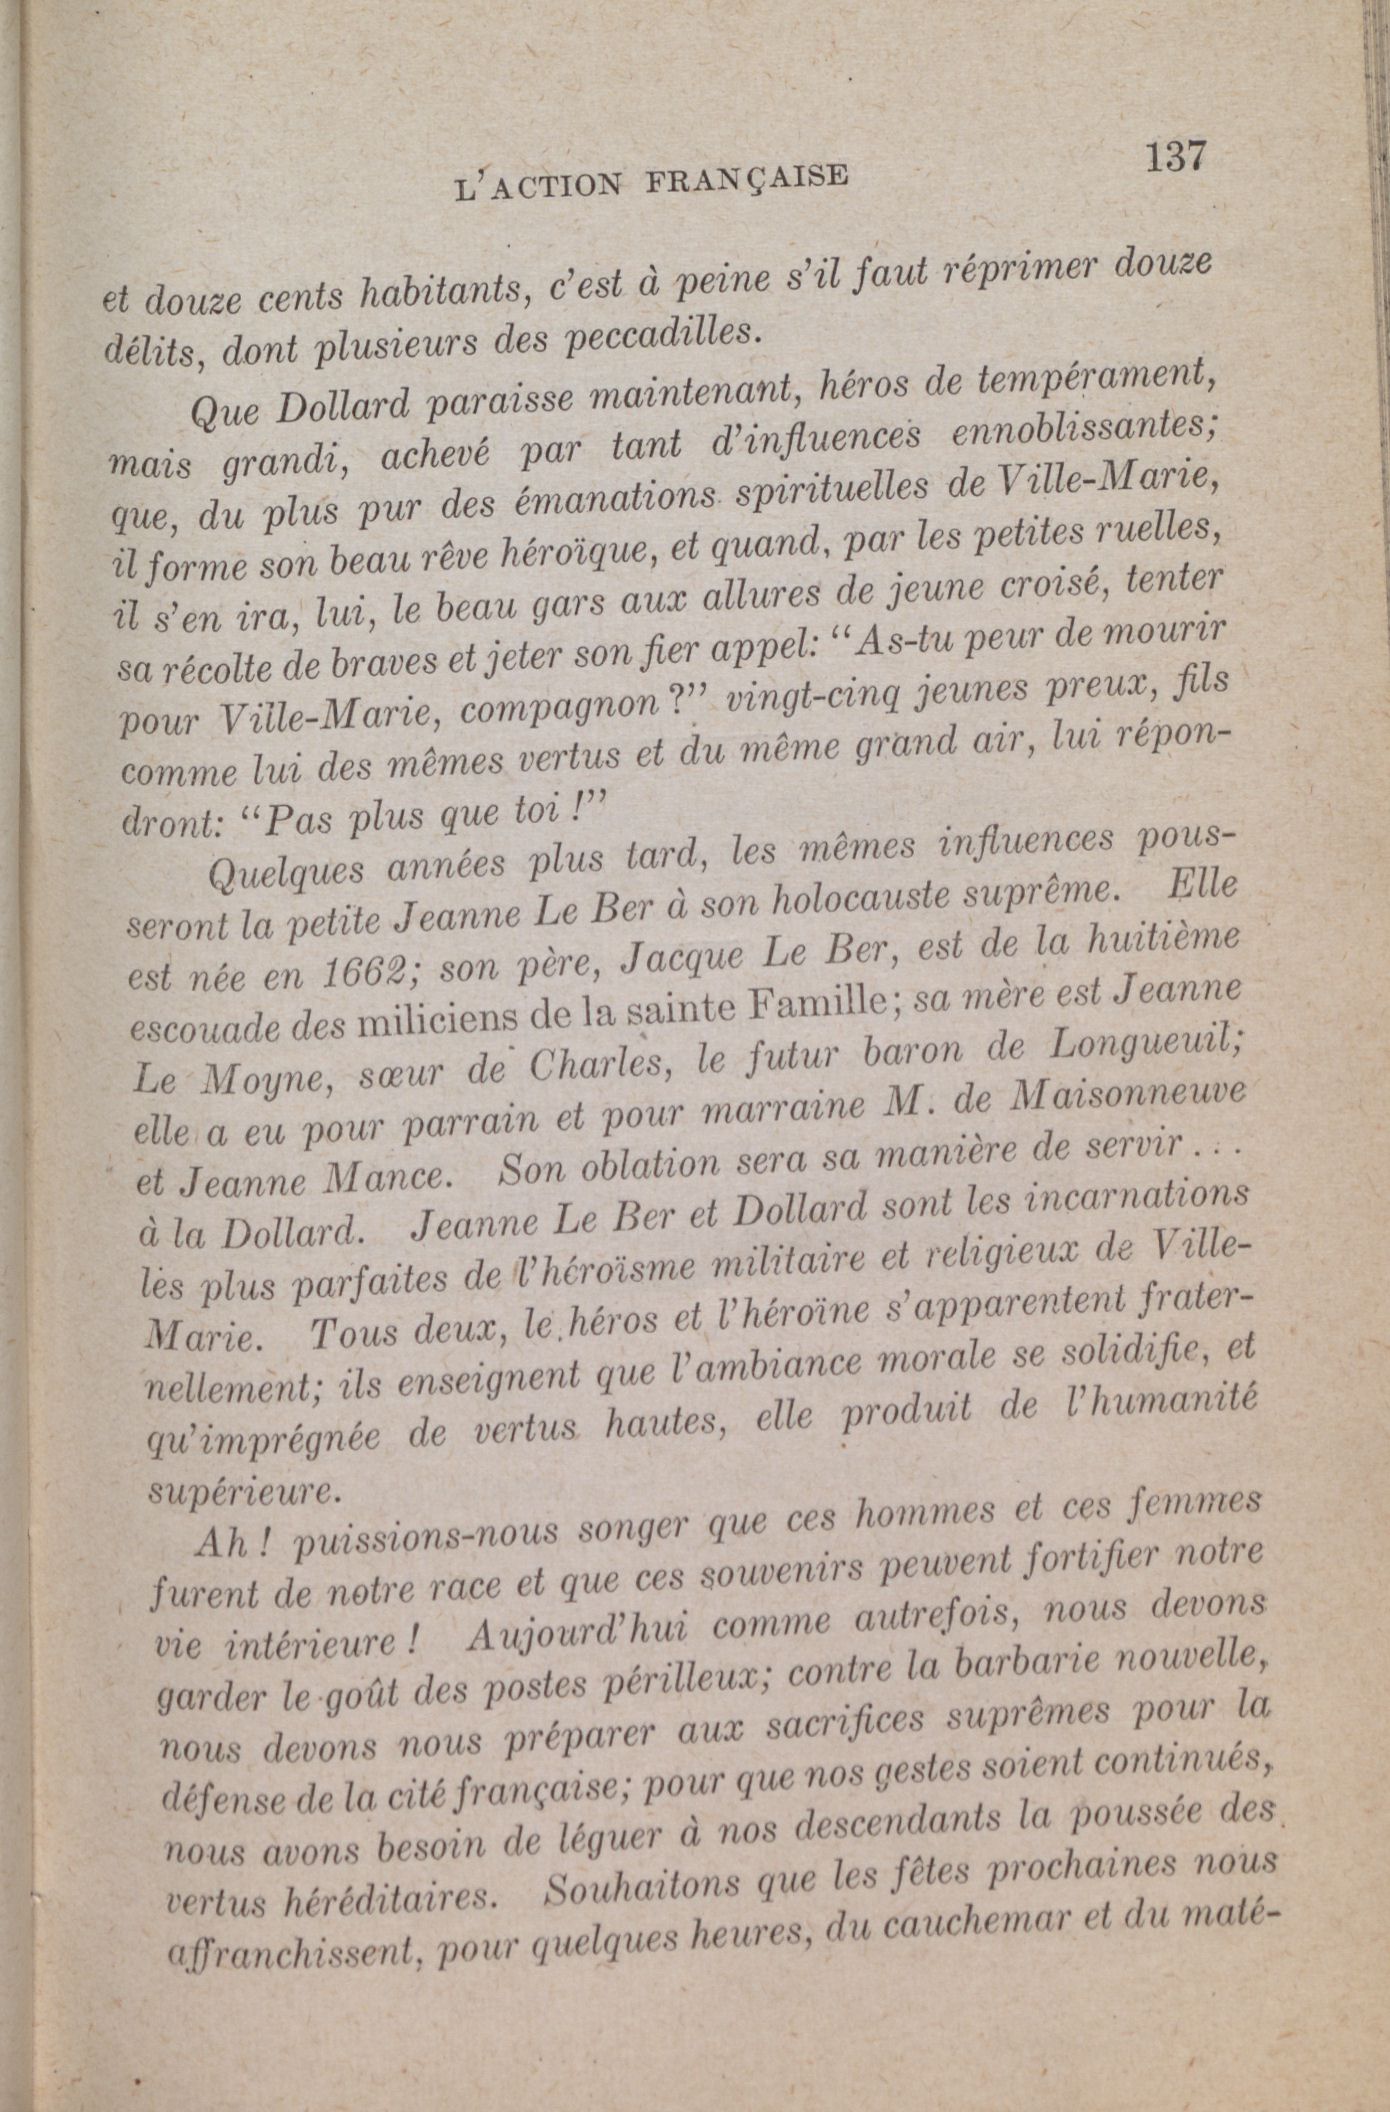 137
L'ACTION FRANÇAISE
et douze cents habitants, c'est à peine s'il faut réprimer douze
délits, dont plusieurs des peccadilles.
Que Dollard paraisse maintenant, héros de tempérament,
mais grandi, achevé par tant d'influences ennoblissantes;
que, du plus pur des émanations spirituelles de Ville-Marie,
il forme son beau rêve héroïque, et quand, par les petites ruelles,
il s'en ira, lui, le beau gars aux allures de jeune croisé, tenter
sa récolte de braves et jeter son fier appel: “As-tu peur de mourir
pour Ville-Marie, compagnon?” vingt-cinq jeunes preux, fils
comme lui des mêmes vertus et du même grand air, lui répon-
dront: “Pas plus que toi!”
Quelques années plus tard, les mêmes influences pous-
seront la petite Jeanne Le Ber à son holocauste suprême. Elle
est née en 1662; son père, Jacque Le Ber, est de la huitième
escouade des miliciens de la sainte Famille; sa mère est Jeanne
Le Moyne, sœur de Charles, le futur baron de Longueuil;
elle a eu pour parrain et pour marraine M. de Maisonneuve
et Jeanne Mance. Son oblation sera sa manière de servir...
à la Dollard. Jeanne Le Ber et Dollard sont les incarnations
les plus parfaites de l'héroïsme militaire et religieux de Ville-
Marie. Tous deux, le héros et l'héroïne s'apparentent frater-
nellement; ils enseignent que l'ambiance morale se solidifie, et
qu'imprégnée de vertus hautes, elle produit de l'humanité
supérieure.
Ah! puissions-nous songer que ces hommes et ces femmes
furent de notre race et que ces souvenirs peuvent fortifier notre
vie intérieure! Aujourd'hui comme autrefois, nous devons
garder le goût des postes périlleux; contre la barbarie nouvelle,
nous devons nous préparer aux sacrifices suprêmes pour la
défense de la cité française; pour que nos gestes soient continués,
nous avons besoin de léguer à nos descendants la poussée des
vertus héréditaires. Souhaitons que les fêtes prochaines nous
affranchissent, pour quelques heures, du cauchemar et du maté-